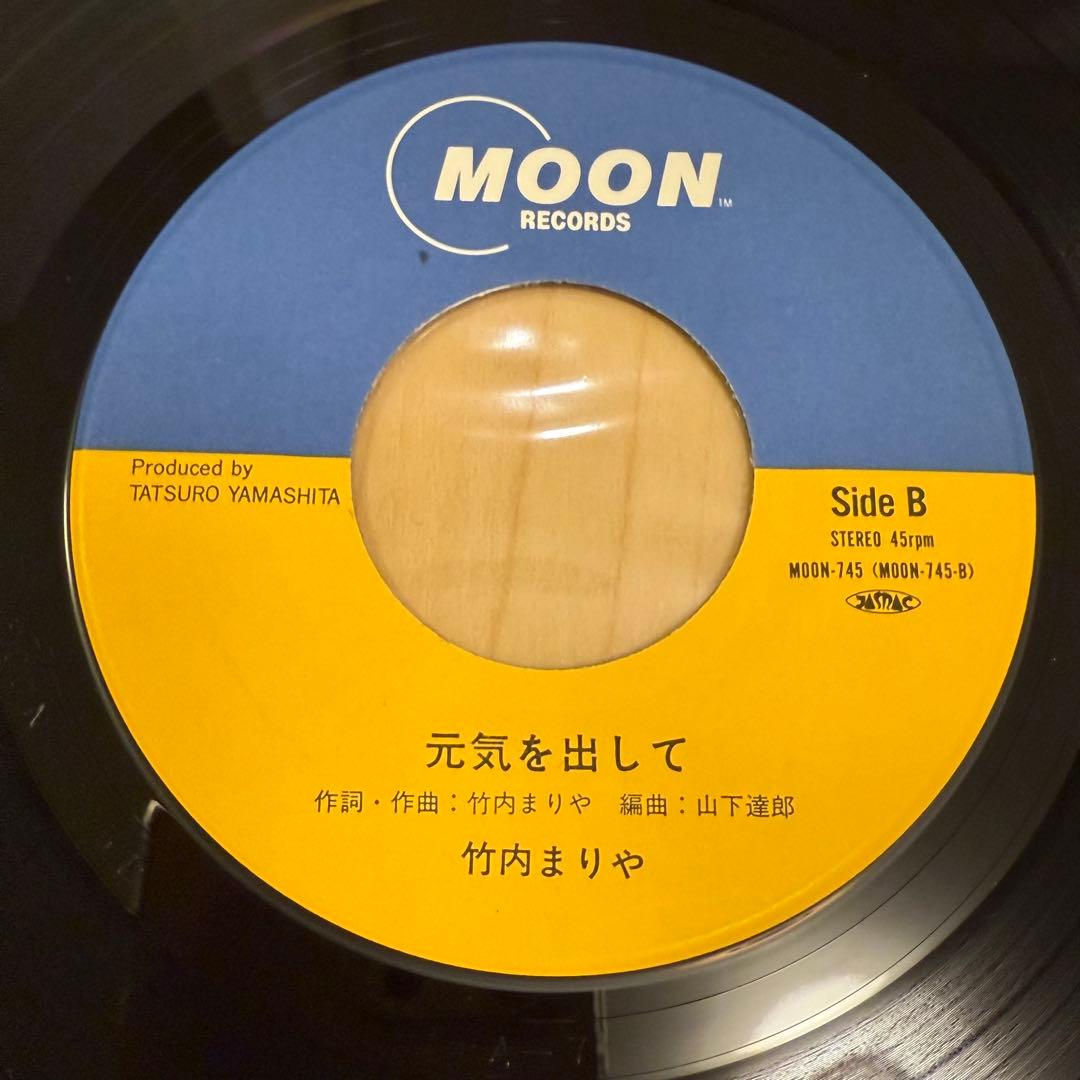 MOON
TM
RECORDS
Produced by
TATSURO YAMASHITA
Side B
STEREO 45rpm
MOON-745 (MOON-745-B)
JASRAC
元気を出して
作詞・作曲：竹内まりや　編曲：山下達郎
竹内まりや